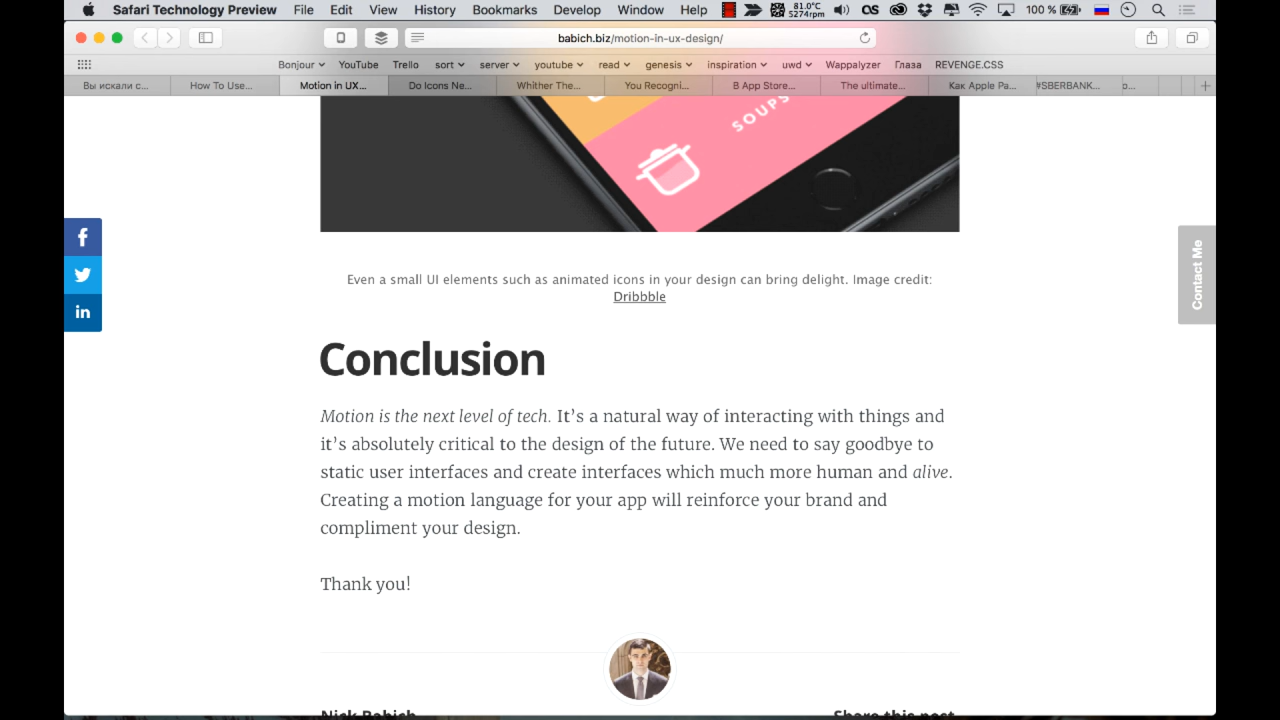 Safari Technology Preview File Edit View History Bookmarks Develop Window Help 81.0°C 5274rpm 100 %
babich.biz/motion-in-ux-design/
Bonjour YouTube Trello sort server youtube read genesis inspiration uwd Wappalyzer Глаза REVENGE.CSS
Вы искали с... How To Use... Motion in UX... Do Icons Ne... Whither The... You Recogni... В App Store... The ultimate... Как Apple Pa... #SBERBANK...
SOUPS
Even a small UI elements such as animated icons in your design can bring delight. Image credit:
Dribbble
Contact Me
Conclusion
Motion is the next level of tech. It's a natural way of interacting with things and
it's absolutely critical to the design of the future. We need to say goodbye to
static user interfaces and create interfaces which much more human and alive.
Creating a motion language for your app will reinforce your brand and
compliment your design.
Thank you!
Nick Babich Share this post